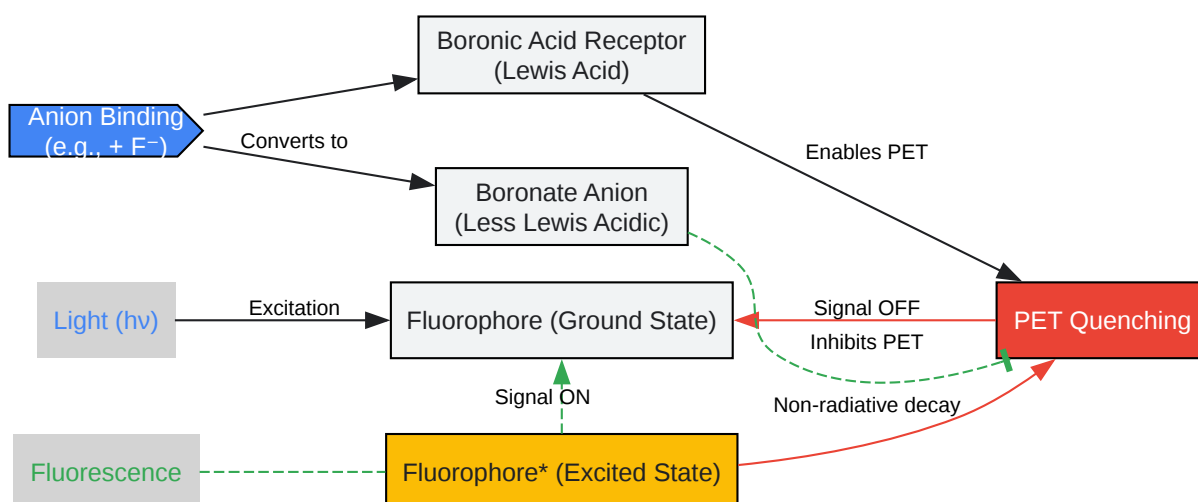 Boronic Acid Receptor
(Lewis Acid)
Anion Binding
(e.g., + F⁻)
Converts to
Enables PET
Boronate Anion
(Less Lewis Acidic)
Light (hν)
Excitation
Fluorophore (Ground State)
Signal OFF
Inhibits PET
PET Quenching
Signal ON
Non-radiative decay
Fluorescence
Fluorophore* (Excited State)